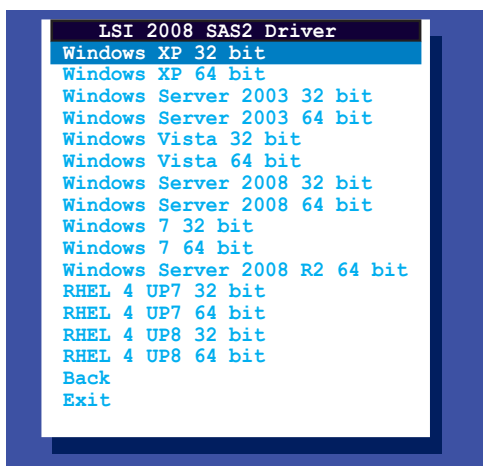 LSI 2008 SAS2 Driver
Windows XP 32 bit
Windows XP 64 bit
Windows Server 2003 32 bit
Windows Server 2003 64 bit
Windows Vista 32 bit
Windows Vista 64 bit
Windows Server 2008 32 bit
Windows Server 2008 64 bit
Windows 7 32 bit
Windows 7 64 bit
Windows Server 2008 R2 64 bit
RHEL 4 UP7 32 bit
RHEL 4 UP7 64 bit
RHEL 4 UP8 32 bit
RHEL 4 UP8 64 bit
Back
Exit